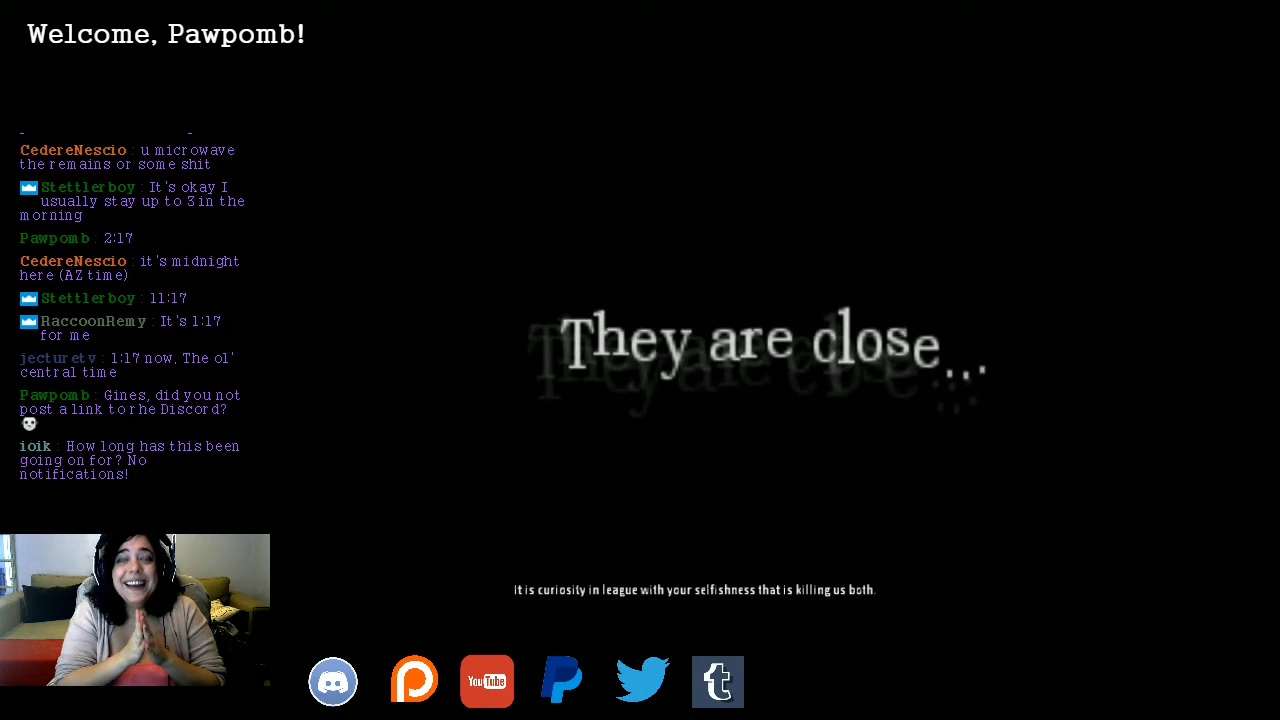 Welcome, Pawpomb!
CedereNescio : u microwave
the remains or some shit
Stettlerboy : It's okay I
usually stay up to 3 in the
morning
Pawpomb : 2:17
CedereNescio : it's midnight
here (AZ time)
Stettlerboy : 11:17
RaccoonRemy : It's 1:17
for me
jecturetv : 1:17 now. The ol'
central time
Pawpomb : Gines, did you not
post a link to rhe Discord?
ioik : How long has this been
going on for? No
notifications!
They are close...
It is curiosity in league with your selfishness that is killing us both.
You Tube